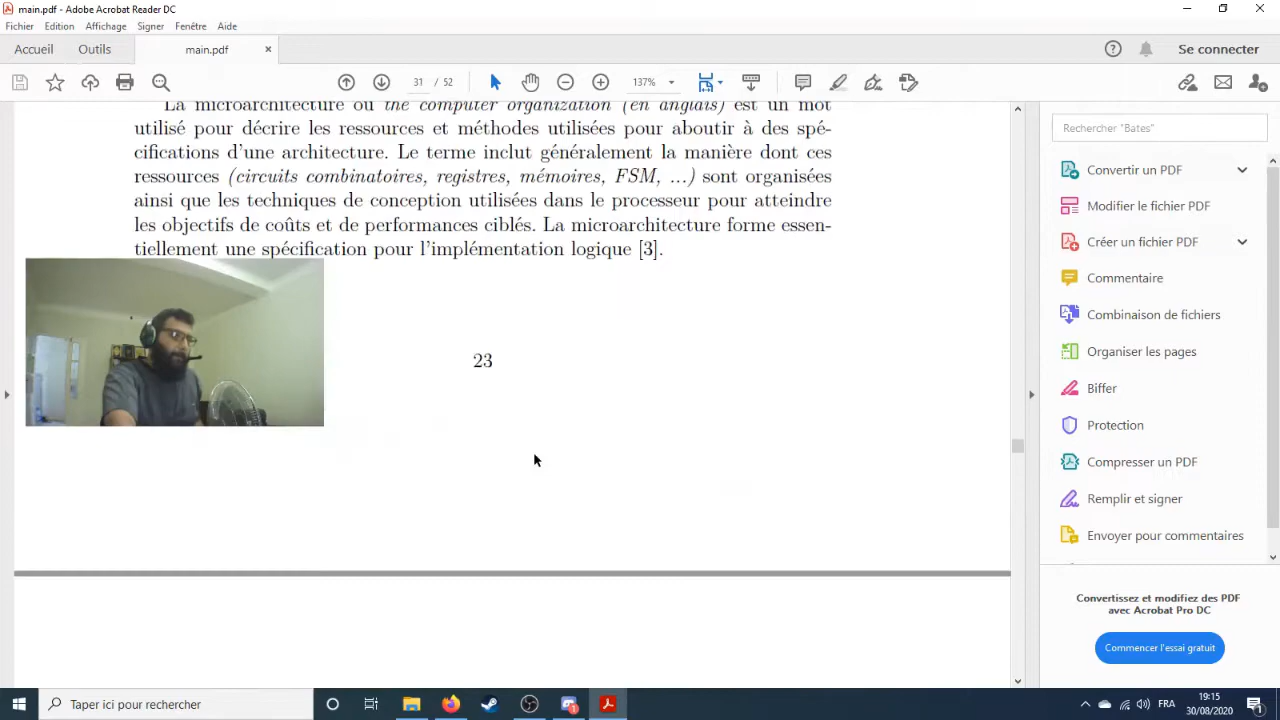 main.pdf - Adobe Acrobat Reader DC
Fichier Edition Affichage Signer Fenêtre Aide
Accueil Outils main.pdf × Se connecter
31 / 52 137%
La microarchitecture ou the computer organization (en anglais) est un mot
utilisé pour décrire les ressources et méthodes utilisées pour aboutir à des spé-
cifications d'une architecture. Le terme inclut généralement la manière dont ces
ressources (circuits combinatoires, registres, mémoires, FSM, ...) sont organisées
ainsi que les techniques de conception utilisées dans le processeur pour atteindre
les objectifs de coûts et de performances ciblés. La microarchitecture forme essen-
tiellement une spécification pour l'implémentation logique [3].
23
Rechercher "Bates"
Convertir un PDF
Modifier le fichier PDF
Créer un fichier PDF
Commentaire
Combinaison de fichiers
Organiser les pages
Biffer
Protection
Compresser un PDF
Remplir et signer
Envoyer pour commentaires
Convertissez et modifiez des PDF
avec Acrobat Pro DC
Commencer l'essai gratuit
Taper ici pour rechercher
FRA
19:15
30/08/2020
1